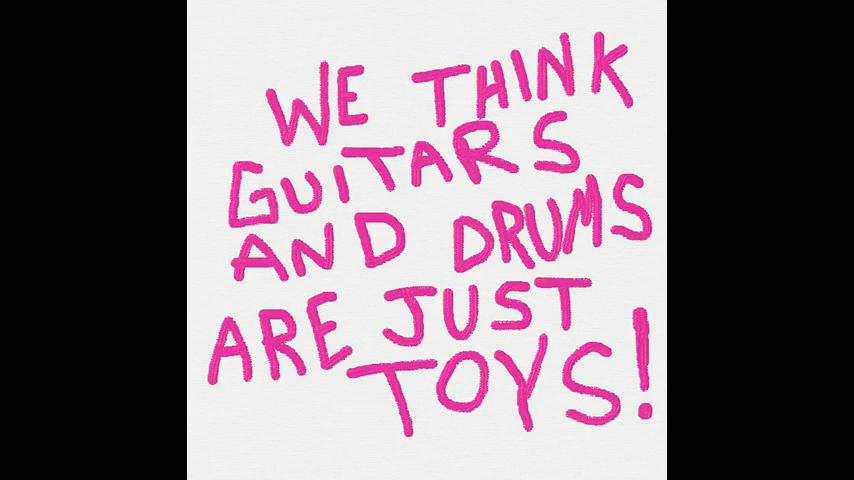 WE THINK
GUITARS
AND DRUMS
ARE JUST
TOYS!